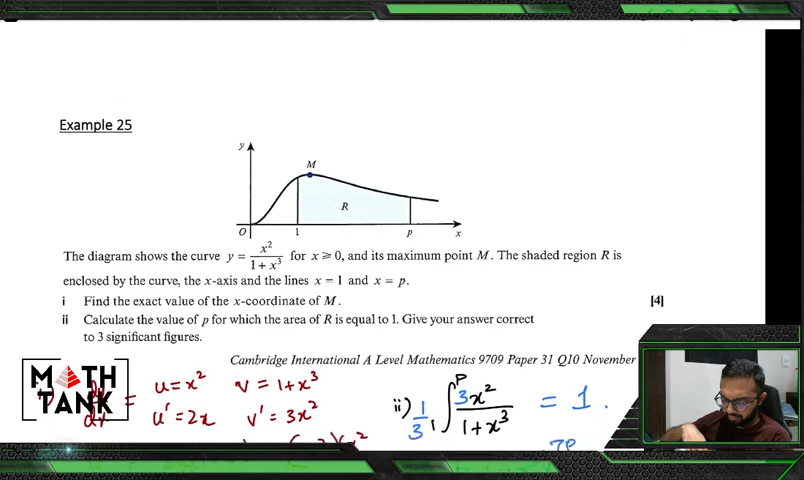 Example 25
y
M
R
O 1 p x
The diagram shows the curve y = x²/(1 + x³) for x ⩾ 0, and its maximum point M. The shaded region R is
enclosed by the curve, the x-axis and the lines x = 1 and x = p.
i Find the exact value of the x-coordinate of M. [4]
ii Calculate the value of p for which the area of R is equal to 1. Give your answer correct
to 3 significant figures.
Cambridge International A Level Mathematics 9709 Paper 31 Q10 November
MATH
TANK
dy/dx =
u = x² v = 1 + x³
u' = 2x v' = 3x²
ii) 1/3 ∫₁ᵖ 3x²/(1 + x³) = 1.